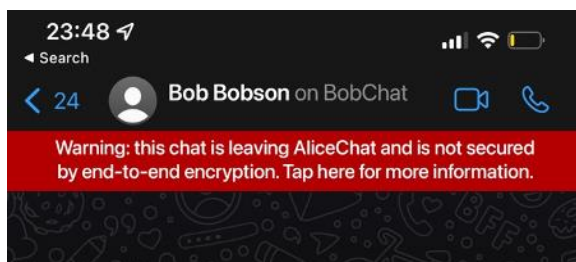 23:48
◄ Search
24 Bob Bobson on BobChat
Warning: this chat is leaving AliceChat and is not secured
by end-to-end encryption. Tap here for more information.
BFF